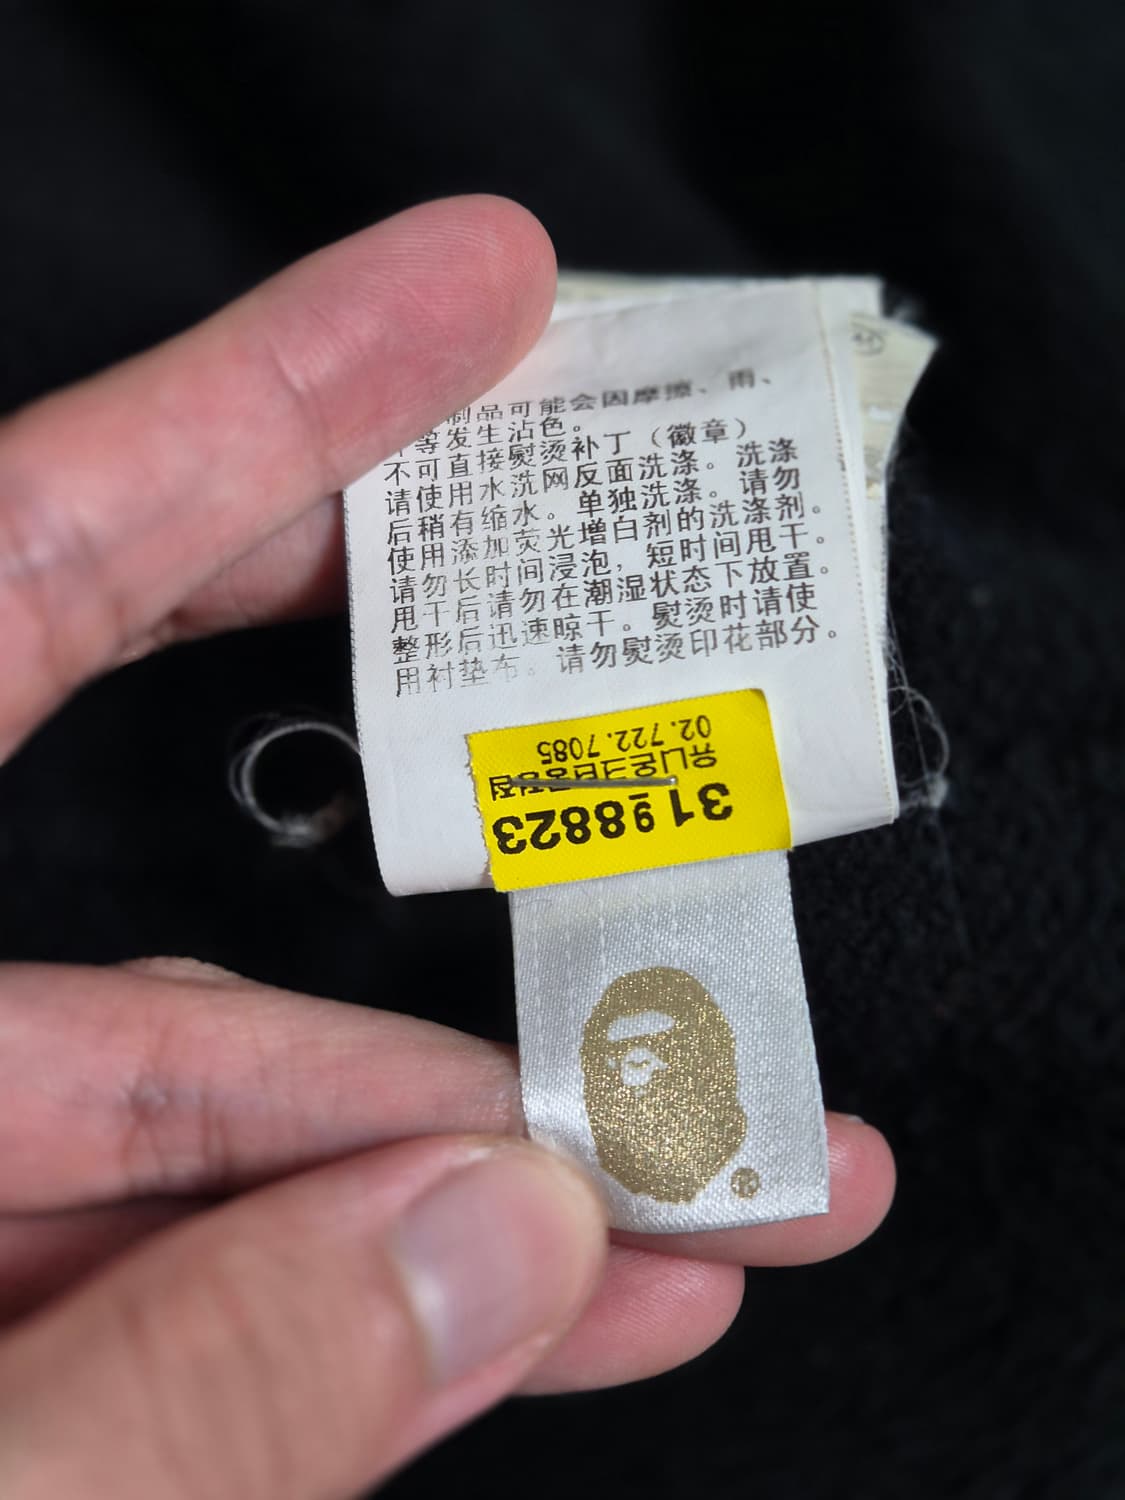 制品可能会因摩擦、雨、
等发生沾色。
不可直接熨烫补丁（徽章）
请使用水洗网反面洗涤。洗涤
后稍有缩水。单独洗涤。请勿
使用添加荧光增白剂的洗涤剂。
请勿长时间浸泡，短时间甩干。
甩干后请勿在潮湿状态下放置。
整形后迅速晾干。熨烫时请使
用衬垫布。请勿熨烫印花部分。
3198823
02.722.7085
®